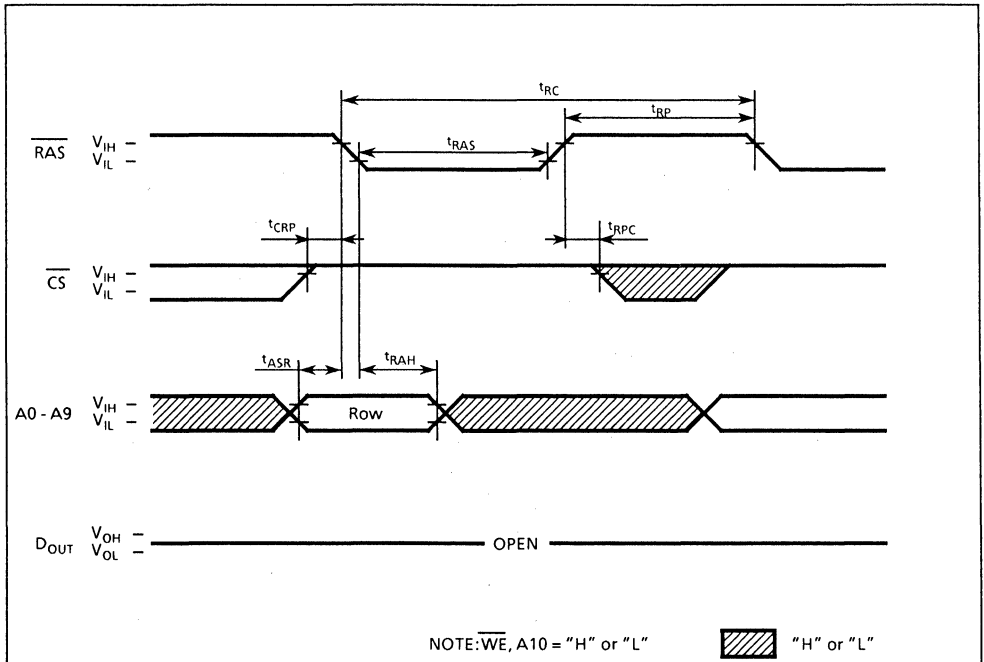 tRC
tRP
RAS VIH
VIL
tRAS
tCRP
tRPC
CS VIH
VIL
tASR
tRAH
A0 - A9 VIH
VIL
Row
DOUT VOH
VOL
OPEN
NOTE: WE, A10 = "H" or "L"
"H" or "L"